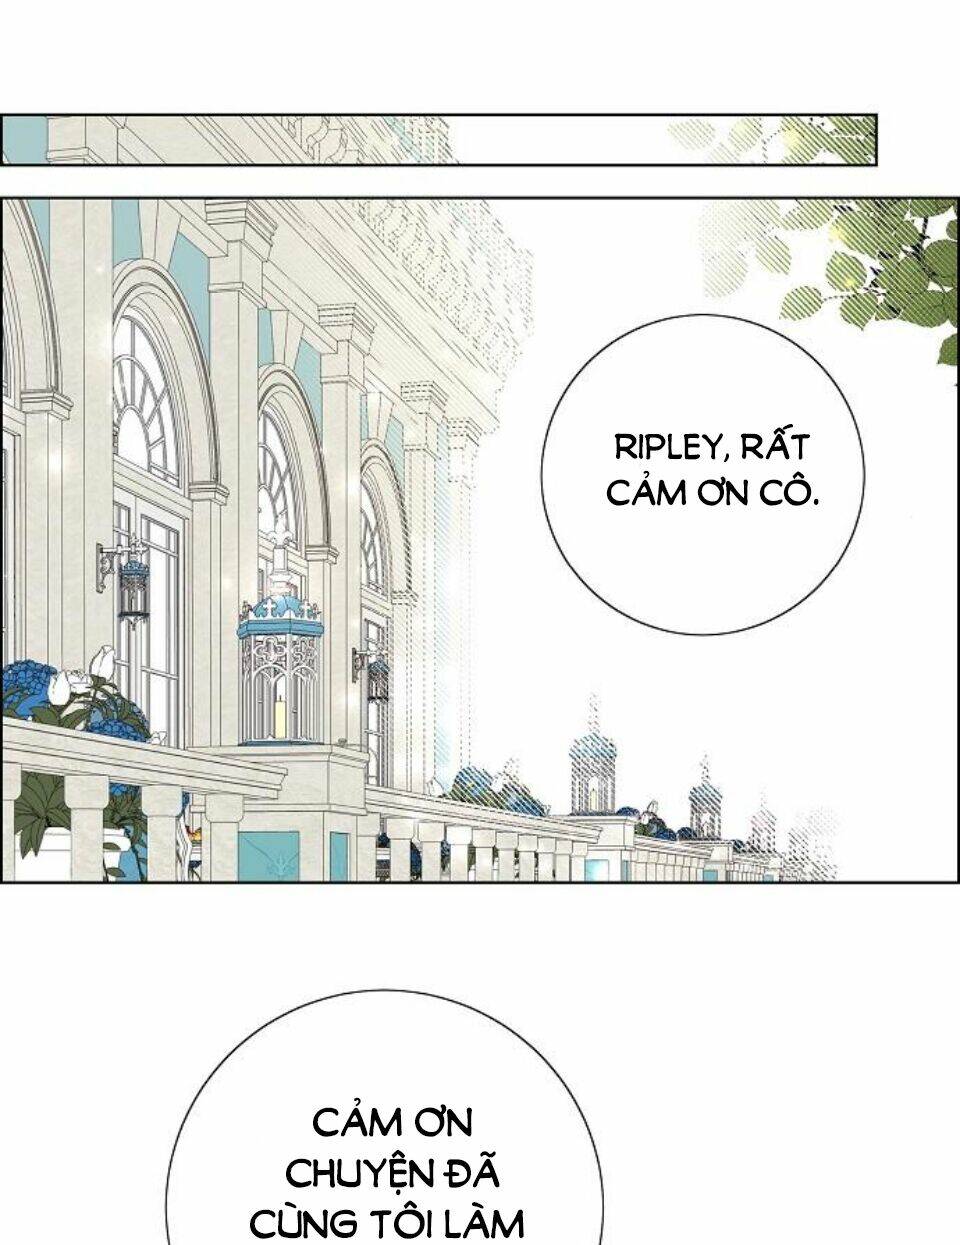 RIPLEY, RẤT
CẢM ƠN CÔ.
CẢM ƠN
CHUYỆN ĐÃ
CÙNG TÔI LÀM